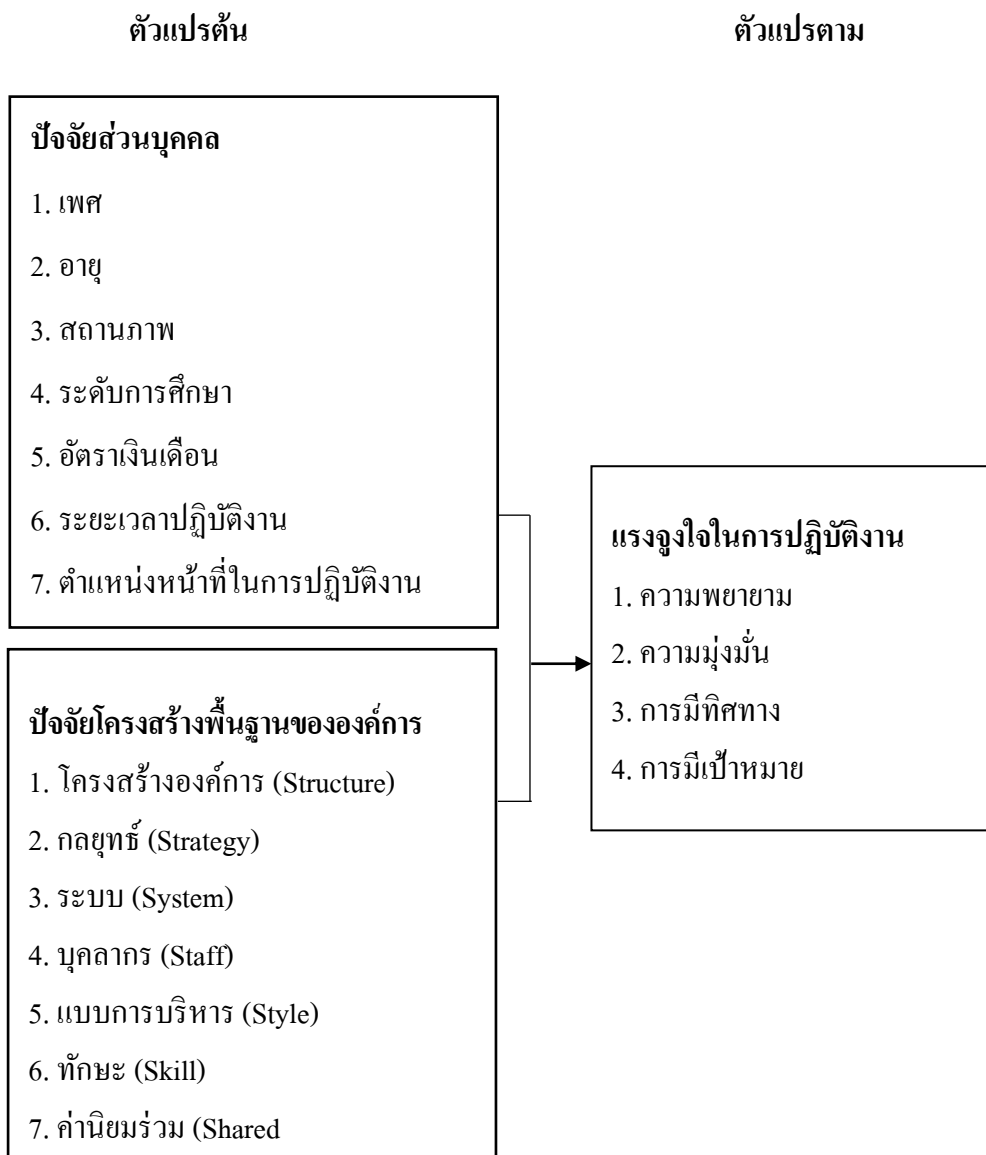 ตัวแปรต้น
ตัวแปรตาม
ปัจจัยส่วนบุคคล
1. เพศ
2. อายุ
3. สถานภาพ
4. ระดับการศึกษา
5. อัตราเงินเดือน
6. ระยะเวลาปฏิบัติงาน
7. ตำแหน่งหน้าที่ในการปฏิบัติงาน
ปัจจัยโครงสร้างพื้นฐานขององค์การ
1. โครงสร้างองค์การ (Structure)
2. กลยุทธ์ (Strategy)
3. ระบบ (System)
4. บุคลากร (Staff)
5. แบบการบริหาร (Style)
6. ทักษะ (Skill)
7. ค่านิยมร่วม (Shared
แรงจูงใจในการปฏิบัติงาน
1. ความพยายาม
2. ความมุ่งมั่น
3. การมีทิศทาง
4. การมีเป้าหมาย